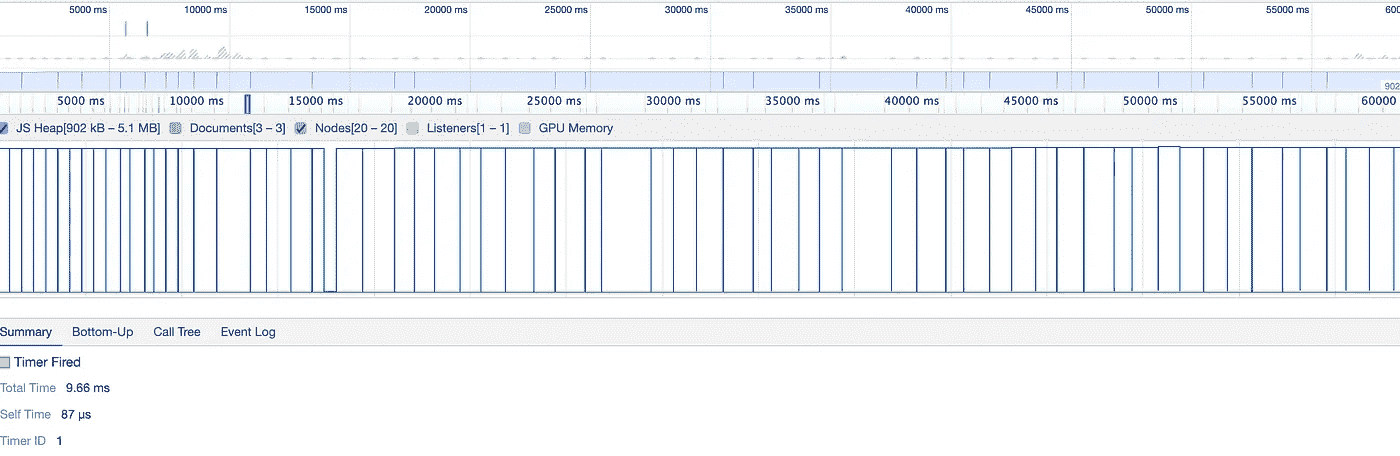 5000 ms 10000 ms 15000 ms 20000 ms 25000 ms 30000 ms 35000 ms 40000 ms 45000 ms 50000 ms 55000 ms 600
902
5000 ms 10000 ms 15000 ms 20000 ms 25000 ms 30000 ms 35000 ms 40000 ms 45000 ms 50000 ms 55000 ms 60000
JS Heap[902 kB – 5.1 MB] Documents[3 – 3] Nodes[20 – 20] Listeners[1 – 1] GPU Memory
Summary Bottom-Up Call Tree Event Log
Timer Fired
Total Time 9.66 ms
Self Time 87 μs
Timer ID 1